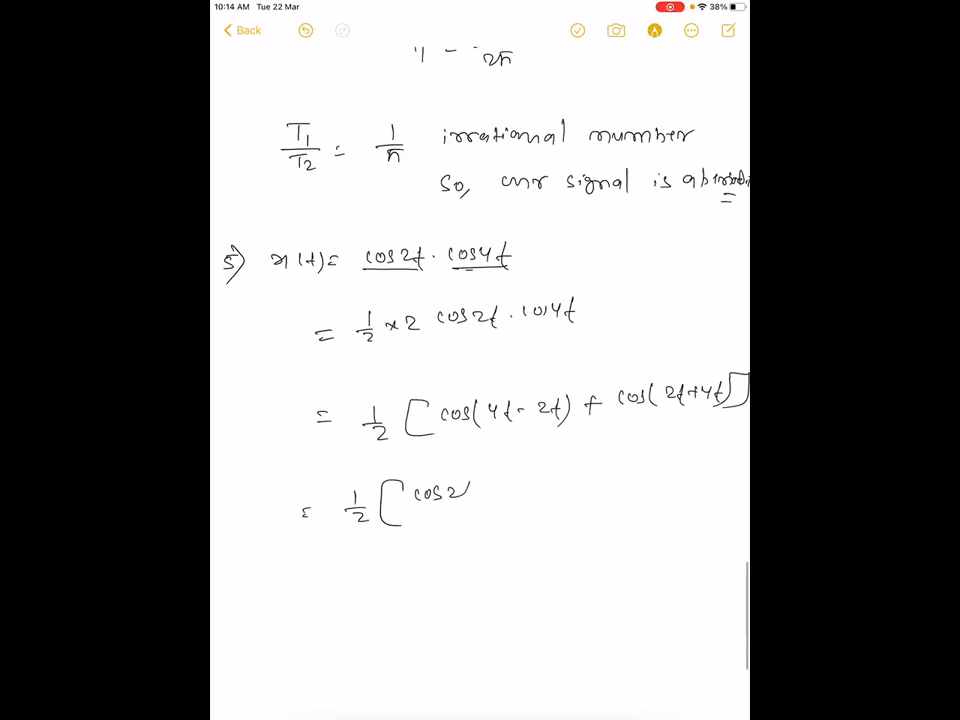 10:14 AM Tue 22 Mar 38%
Back
2π
T1/T2 = 1/π irrational number
so, our signal is
5) x(t) = cos2t . cos4t
= 1/2 × 2 cos2t . cos4t
= 1/2 [ cos(4t - 2t) + cos(2t+4t) ]
= 1/2 [ cos2